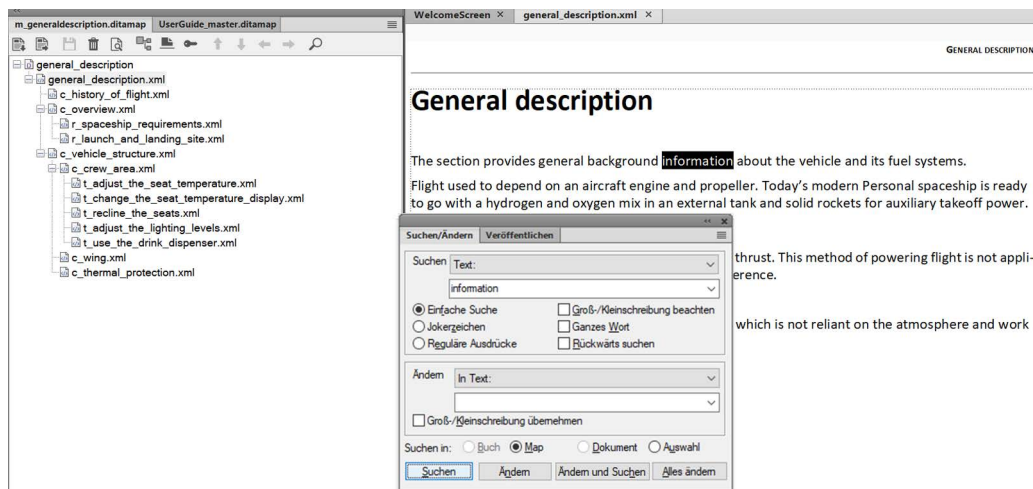 m_generaldescription.ditamap UserGuide_master.ditamap
general_description
general_description.xml
c_history_of_flight.xml
c_overview.xml
r_spaceship_requirements.xml
r_launch_and_landing_site.xml
c_vehicle_structure.xml
c_crew_area.xml
t_adjust_the_seat_temperature.xml
t_change_the_seat_temperature_display.xml
t_recline_the_seats.xml
t_adjust_the_lighting_levels.xml
t_use_the_drink_dispenser.xml
c_wing.xml
c_thermal_protection.xml
WelcomeScreen × general_description.xml ×
GENERAL DESCRIPTION
General description
The section provides general background information about the vehicle and its fuel systems.
Flight used to depend on an aircraft engine and propeller. Today's modern Personal spaceship is ready
to go with a hydrogen and oxygen mix in an external tank and solid rockets for auxiliary takeoff power.
thrust. This method of powering flight is not appli-
erence.
which is not reliant on the atmosphere and work
Suchen/Ändern Veröffentlichen
Suchen Text:
information
Einfache Suche Groß-/Kleinschreibung beachten
Jokerzeichen Ganzes Wort
Reguläre Ausdrücke Rückwärts suchen
Ändern In Text:
Groß-/Kleinschreibung übernehmen
Suchen in: Buch Map Dokument Auswahl
Suchen Ändern Ändern und Suchen Alles ändern